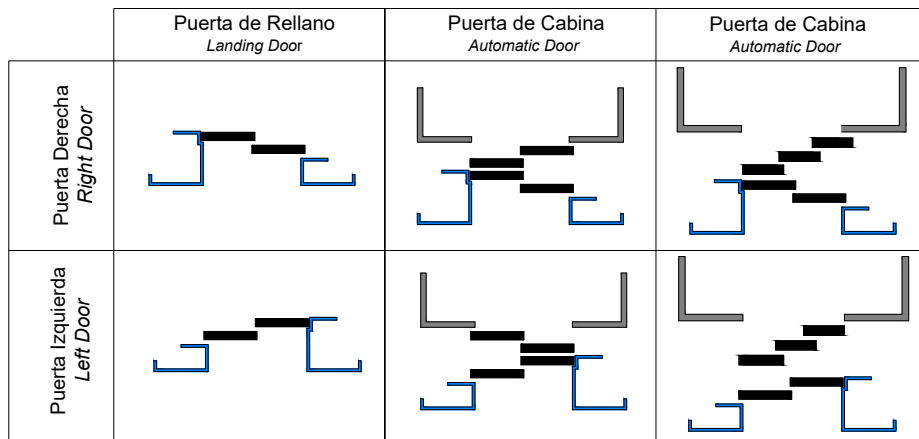 Puerta de Rellano
Landing Door
Puerta de Cabina
Automatic Door
Puerta de Cabina
Automatic Door
Puerta Derecha
Right Door
Puerta Izquierda
Left Door